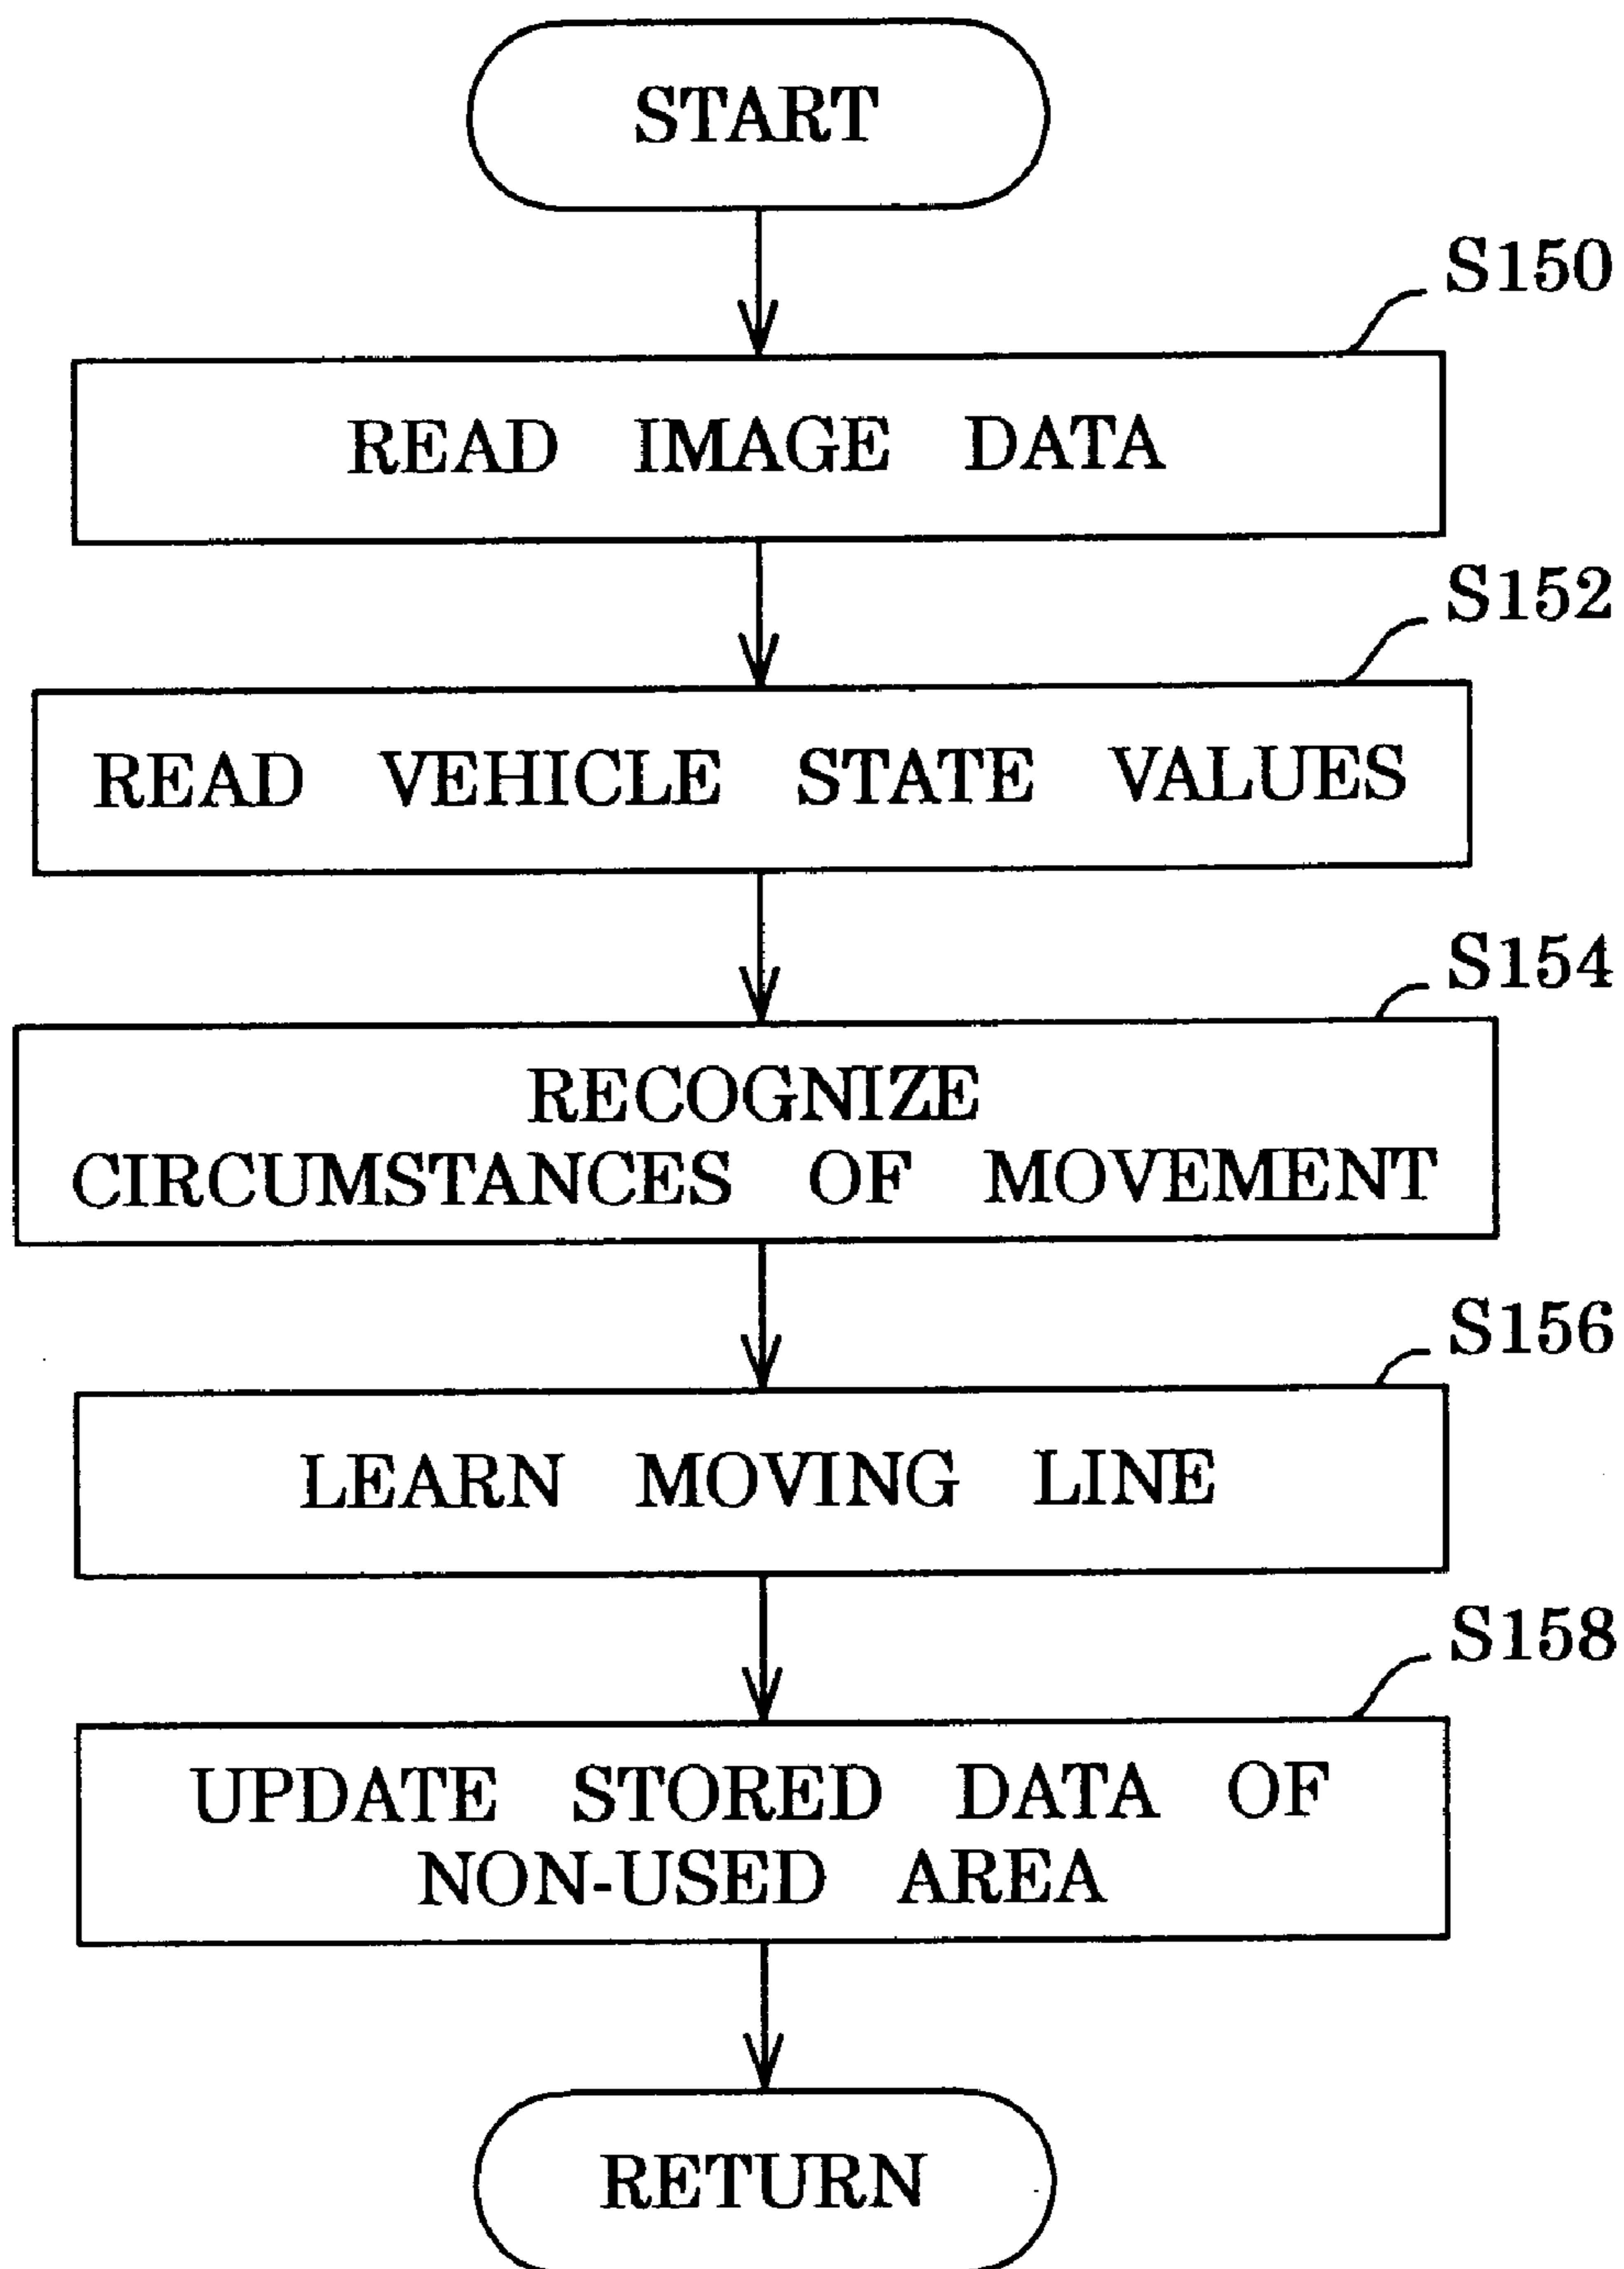 START
S150
READ IMAGE DATA
S152
READ VEHICLE STATE VALUES
S154
RECOGNIZE
CIRCUMSTANCES OF MOVEMENT
S156
LEARN MOVING LINE
S158
UPDATE STORED DATA OF
NON-USED AREA
RETURN